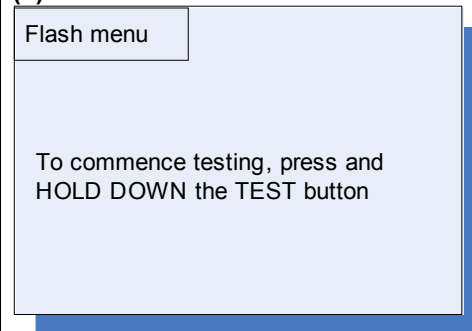 Flash menu
To commence testing, press and
HOLD DOWN the TEST button